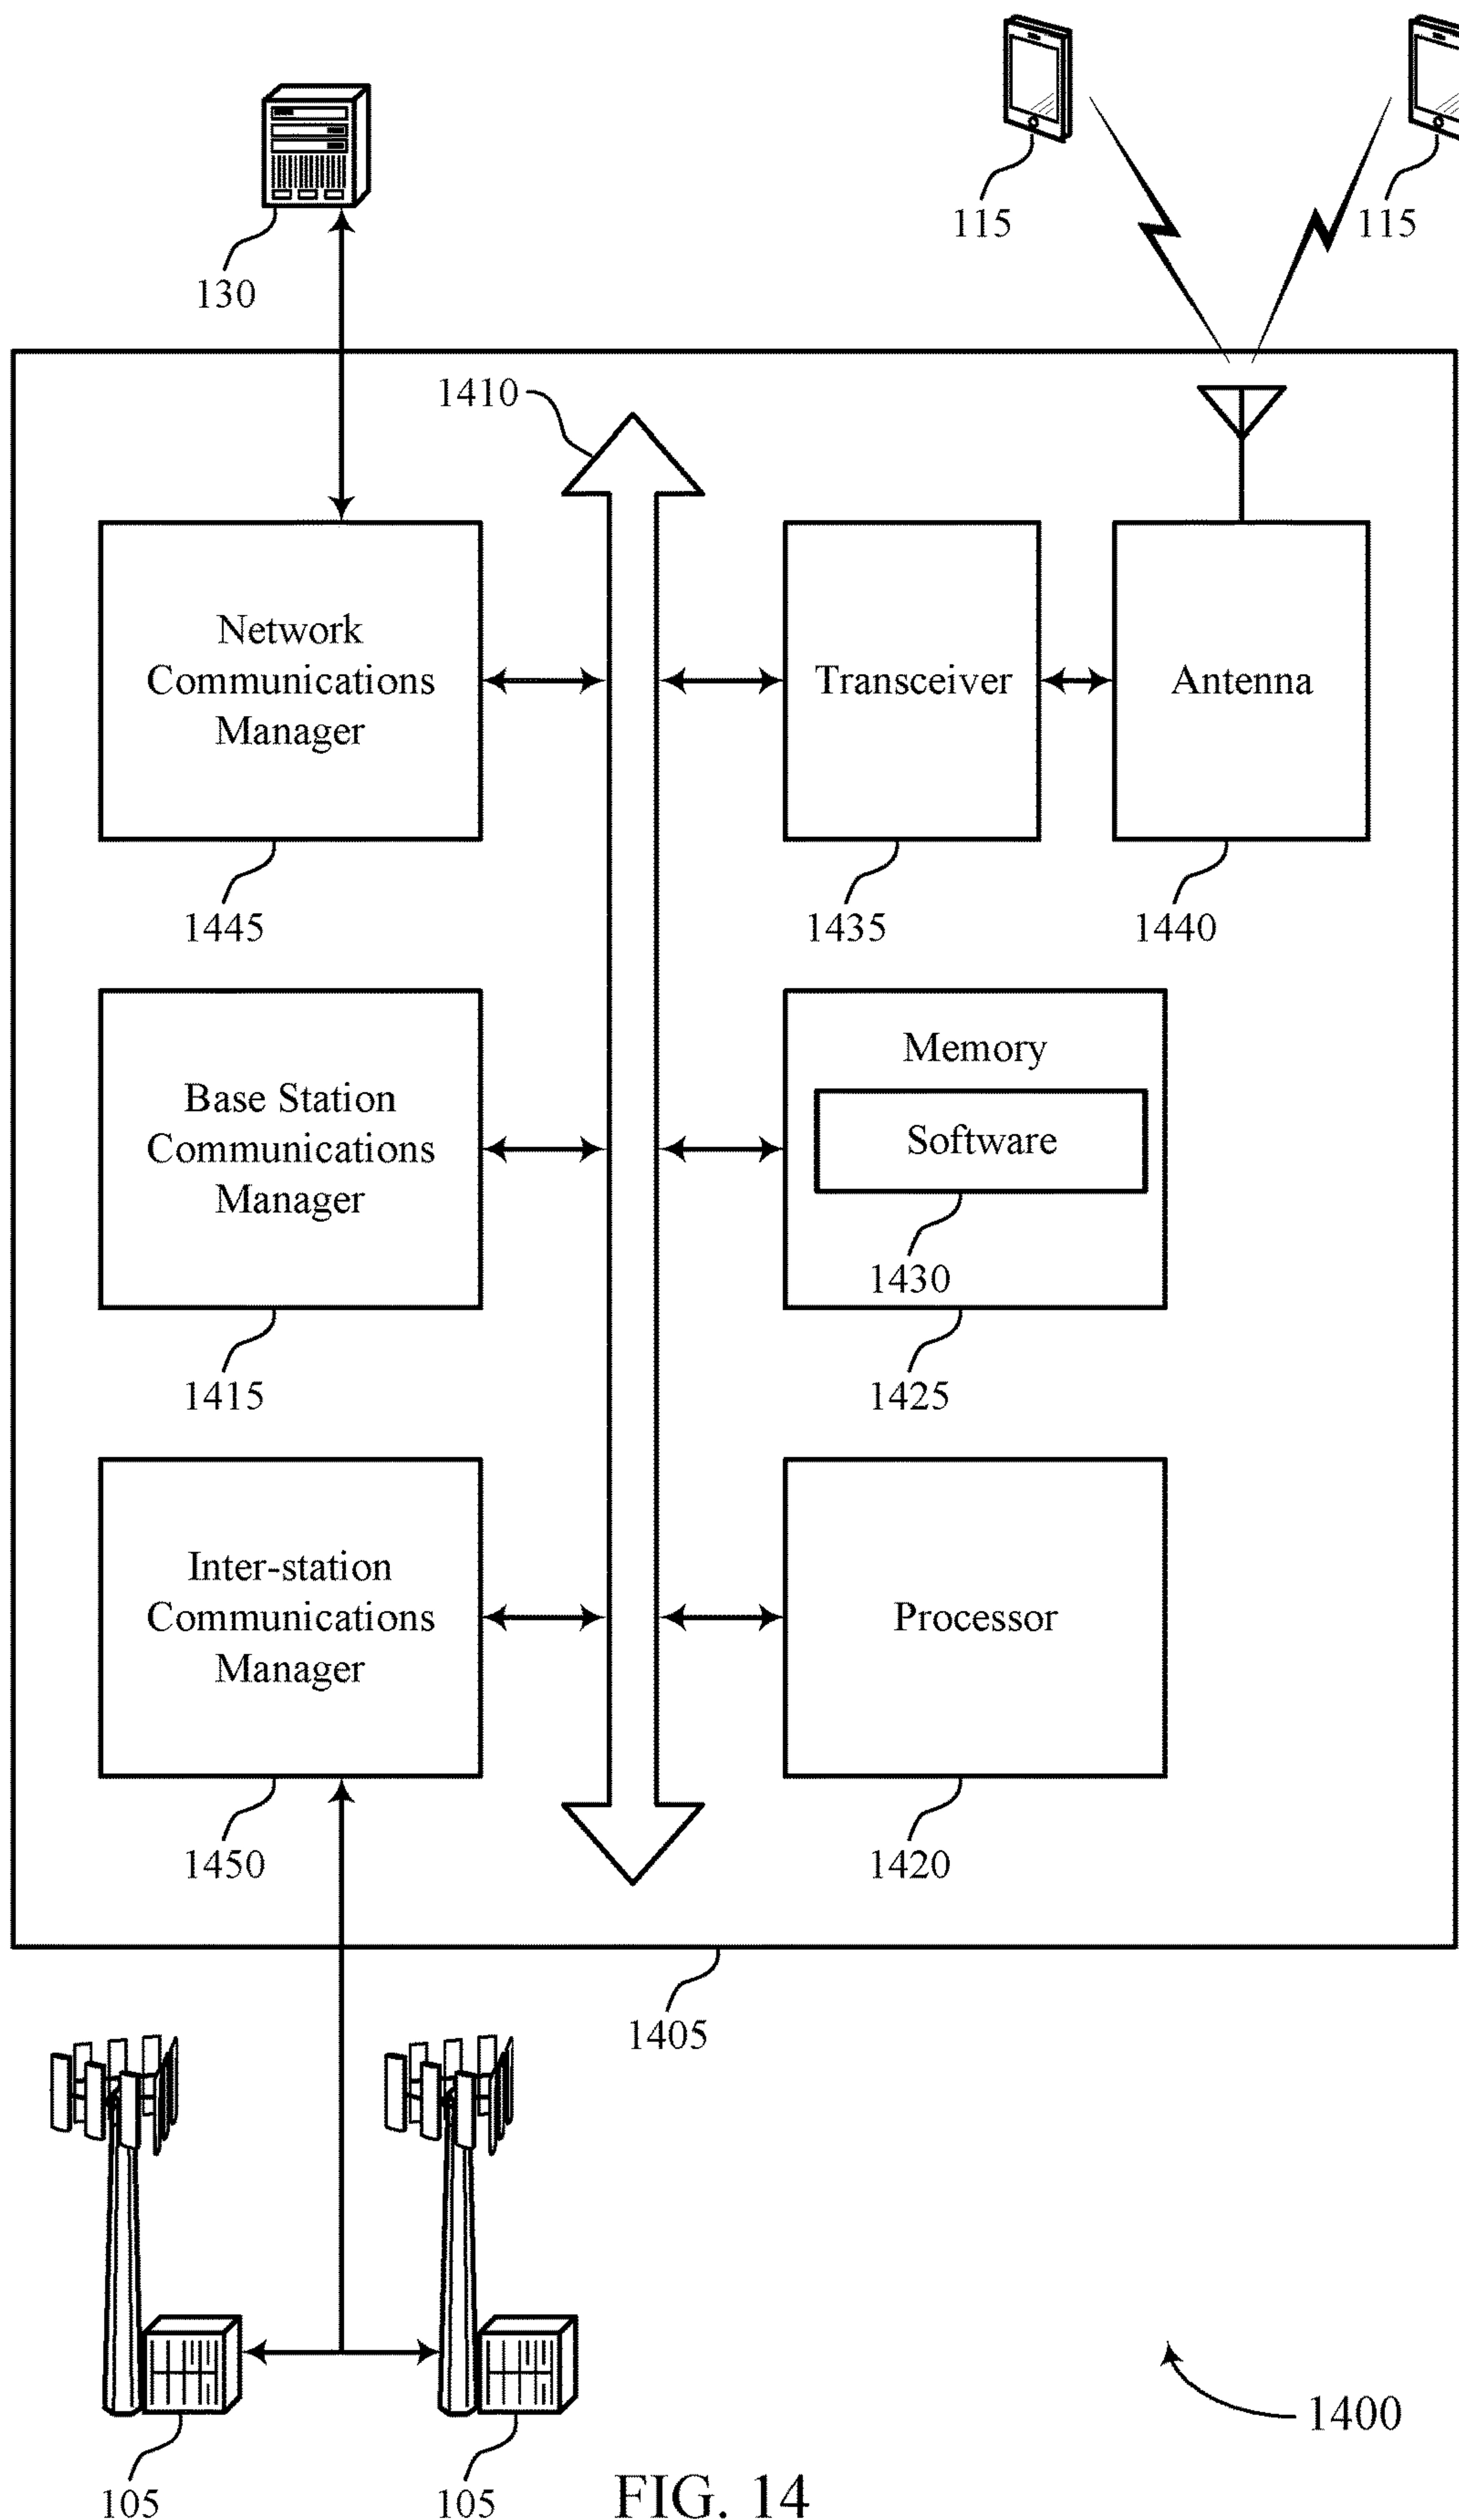 115
115
130
1410
Network
Communications
Manager
Transceiver
Antenna
1445
1435
1440
Base Station
Communications
Manager
Memory
Software
1430
1415
1425
Inter-station
Communications
Manager
Processor
1450
1420
1405
1400
105
105
FIG. 14